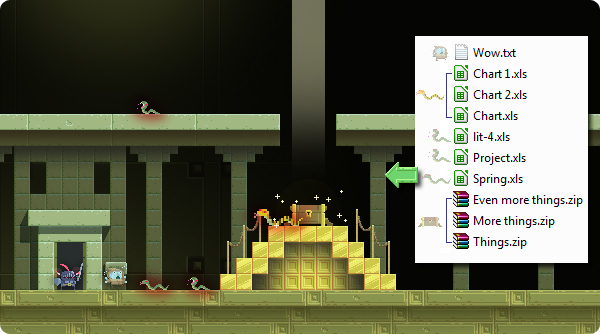 Wow.txt
Chart 1.xls
Chart 2.xls
Chart.xls
lit-4.xls
Project.xls
Spring.xls
Even more things.zip
More things.zip
Things.zip